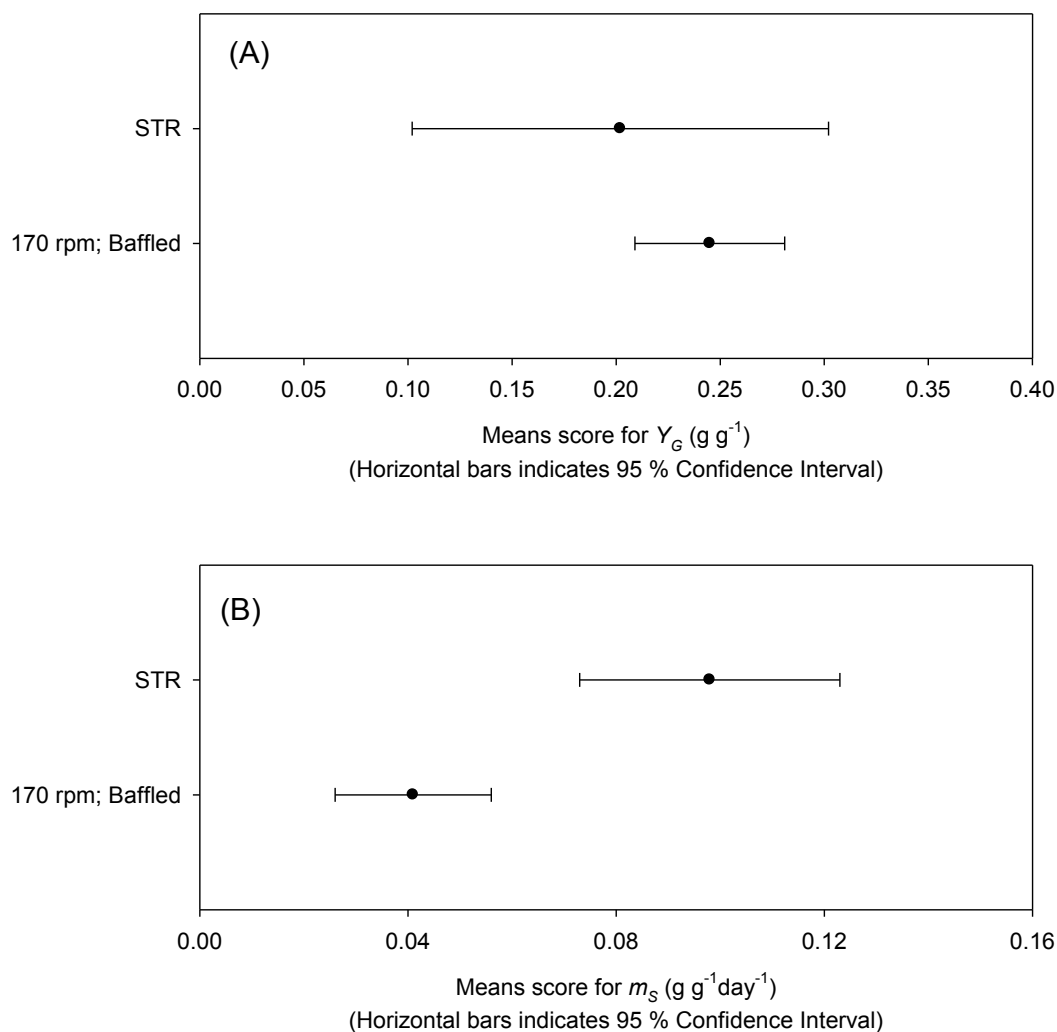 (A)
STR
170 rpm; Baffled
0.00 0.05 0.10 0.15 0.20 0.25 0.30 0.35 0.40
Means score for Y_G (g g⁻¹)
(Horizontal bars indicates 95 % Confidence Interval)
(B)
STR
170 rpm; Baffled
0.00 0.04 0.08 0.12 0.16
Means score for m_S (g g⁻¹day⁻¹)
(Horizontal bars indicates 95 % Confidence Interval)